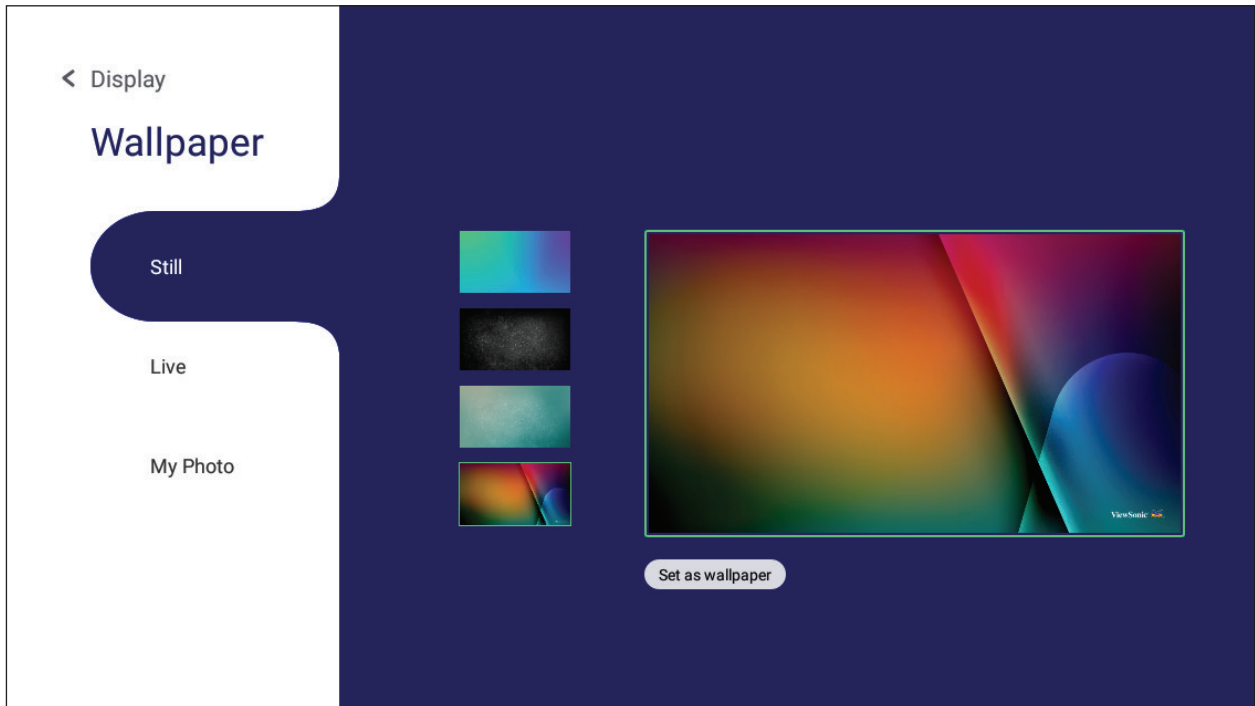 Display
Wallpaper
Still
Live
My Photo
ViewSonic
Set as wallpaper